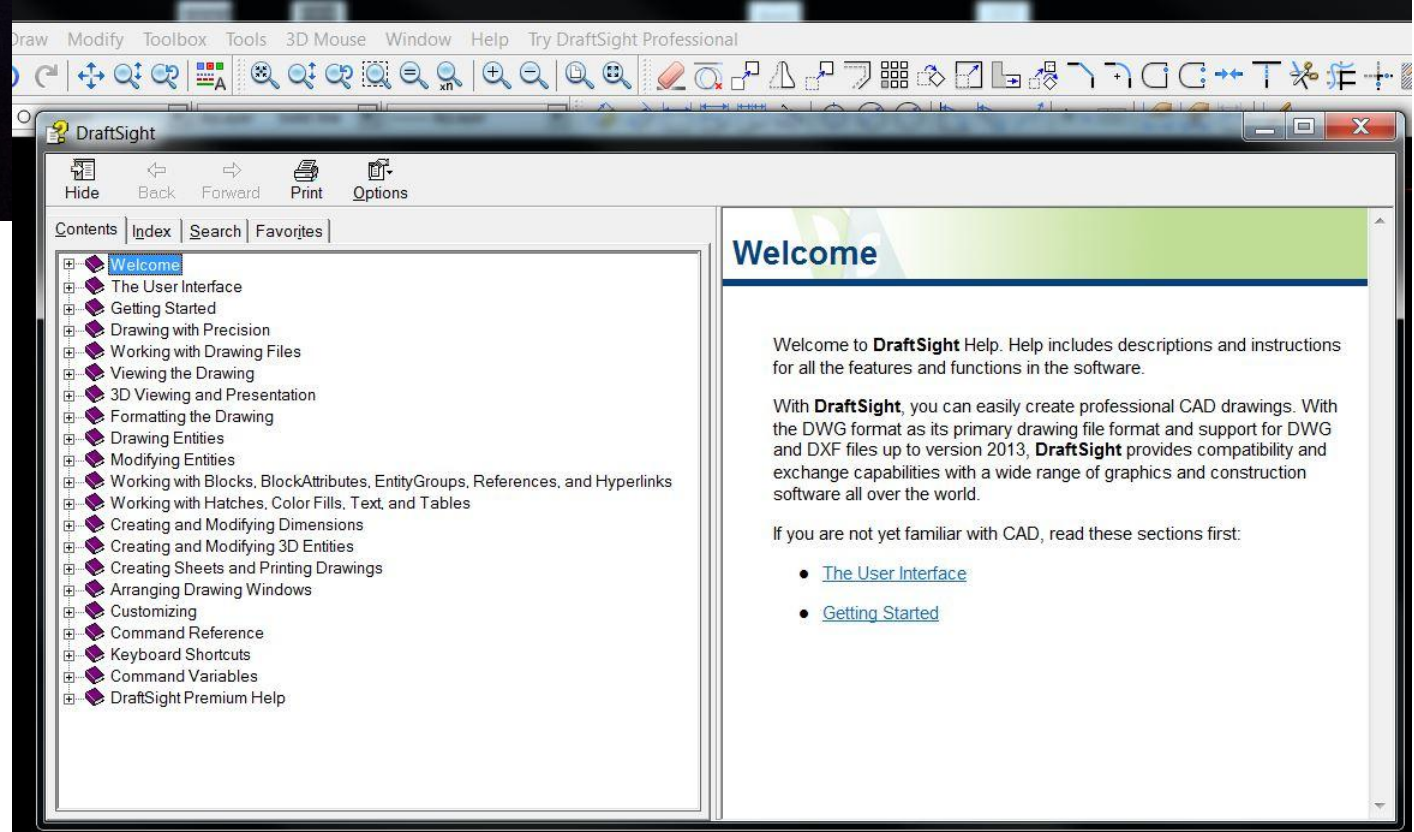 Draw Modify Toolbox Tools 3D Mouse Window Help Try DraftSight Professional
DraftSight
Hide Back Forward Print Options
Contents Index Search Favorites
Welcome
The User Interface
Getting Started
Drawing with Precision
Working with Drawing Files
Viewing the Drawing
3D Viewing and Presentation
Formatting the Drawing
Drawing Entities
Modifying Entities
Working with Blocks, BlockAttributes, EntityGroups, References, and Hyperlinks
Working with Hatches, Color Fills, Text, and Tables
Creating and Modifying Dimensions
Creating and Modifying 3D Entities
Creating Sheets and Printing Drawings
Arranging Drawing Windows
Customizing
Command Reference
Keyboard Shortcuts
Command Variables
DraftSight Premium Help
Welcome
Welcome to DraftSight Help. Help includes descriptions and instructions
for all the features and functions in the software.
With DraftSight, you can easily create professional CAD drawings. With
the DWG format as its primary drawing file format and support for DWG
and DXF files up to version 2013, DraftSight provides compatibility and
exchange capabilities with a wide range of graphics and construction
software all over the world.
If you are not yet familiar with CAD, read these sections first:
The User Interface
Getting Started